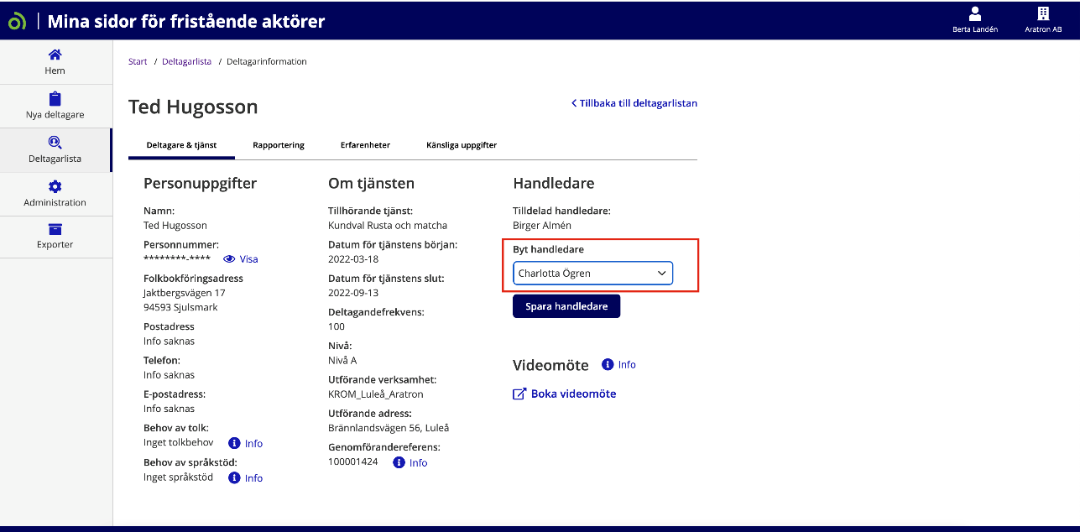 Mina sidor för fristående aktörer
Berta Landén
Aratron AB
Hem
Nya deltagare
Deltagarlista
Administration
Exporter
Start / Deltagarlista / Deltagarinformation
Ted Hugosson
Tillbaka till deltagarlistan
Deltagare & tjänst
Rapportering
Erfarenheter
Känsliga uppgifter
Personuppgifter
Namn:
Ted Hugosson
Personnummer:
********-**** Visa
Folkbokföringsadress
Jaktbergsvägen 17
94593 Sjulsmark
Postadress
Info saknas
Telefon:
Info saknas
E-postadress:
Info saknas
Behov av tolk:
Inget tolkbehov Info
Behov av språkstöd:
Inget språkstöd Info
Om tjänsten
Tillhörande tjänst:
Kundval Rusta och matcha
Datum för tjänstens början:
2022-03-18
Datum för tjänstens slut:
2022-09-13
Deltagandefrekvens:
100
Nivå:
Nivå A
Utförande verksamhet:
KROM_Luleå_Aratron
Utförande adress:
Brännlandsvägen 56, Luleå
Genomförandereferens:
100001424 Info
Handledare
Tilldelad handledare:
Birger Almén
Byt handledare
Charlotta Ögren
Spara handledare
Videomöte Info
Boka videomöte